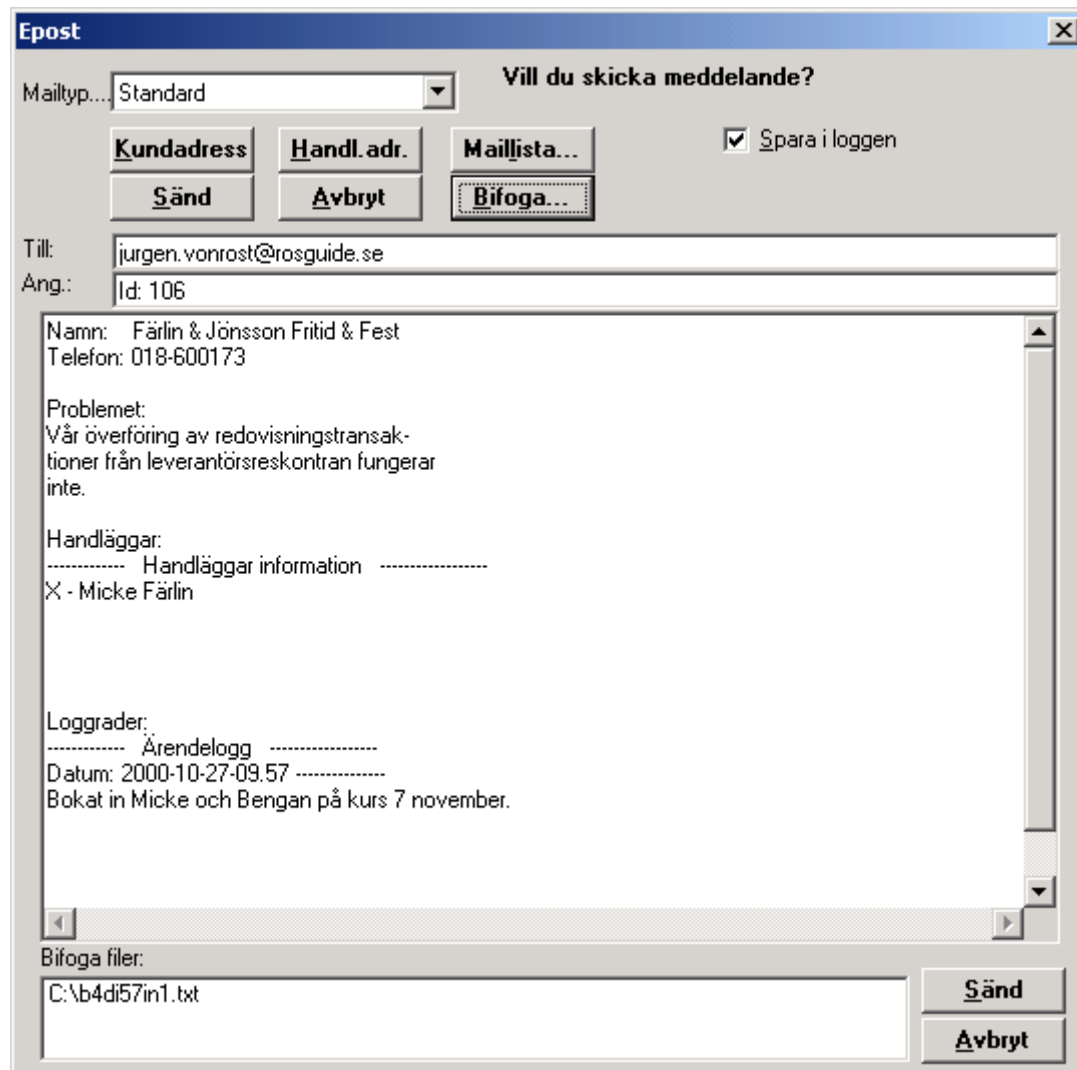 Epost
Vill du skicka meddelande?
Mailtyp.... Standard
Spara i loggen
Kundadress Handl.adr. Maillista...
Sänd Avbryt Bifoga...
Till: jurgen.vonrost@rosguide.se
Ang.: Id: 106
Namn: Färlin & Jönsson Fritid & Fest
Telefon: 018-600173
Problemet:
Vår överföring av redovisningstransak-
tioner från leverantörsreskontran fungerar
inte.
Handläggar:
------------- Handläggar information ------------------
X - Micke Färlin
Loggrader:
------------- Ärendelogg ------------------
Datum: 2000-10-27-09.57 ---------------
Bokat in Micke och Bengan på kurs 7 november.
Bifoga filer:
C:\b4di57in1.txt
Sänd
Avbryt